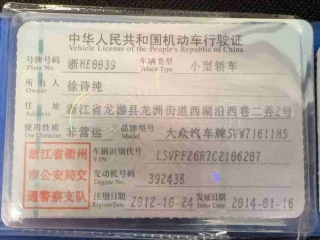 中华人民共和国机动车行驶证
Vehicle License of the People's Republic of China
号牌号码 Plate No. 浙HE0039 车辆类型 Vehicle Type 小型轿车
所有人 Owner 徐诗纯
住址 Address 浙江省龙游县龙洲街道西湖沿西巷二弄2号
使用性质 Use Character 非营运 品牌型号 Model 大众汽车牌SVW71611HS
浙江省衢州
市公安局交
通警察支队
车辆识别代号 VIN LSVPF26R7C2106287
发动机号码 Engine No. 392438
注册日期 Register Date 2012-10-24 发证日期 Issue Date 2014-01-16